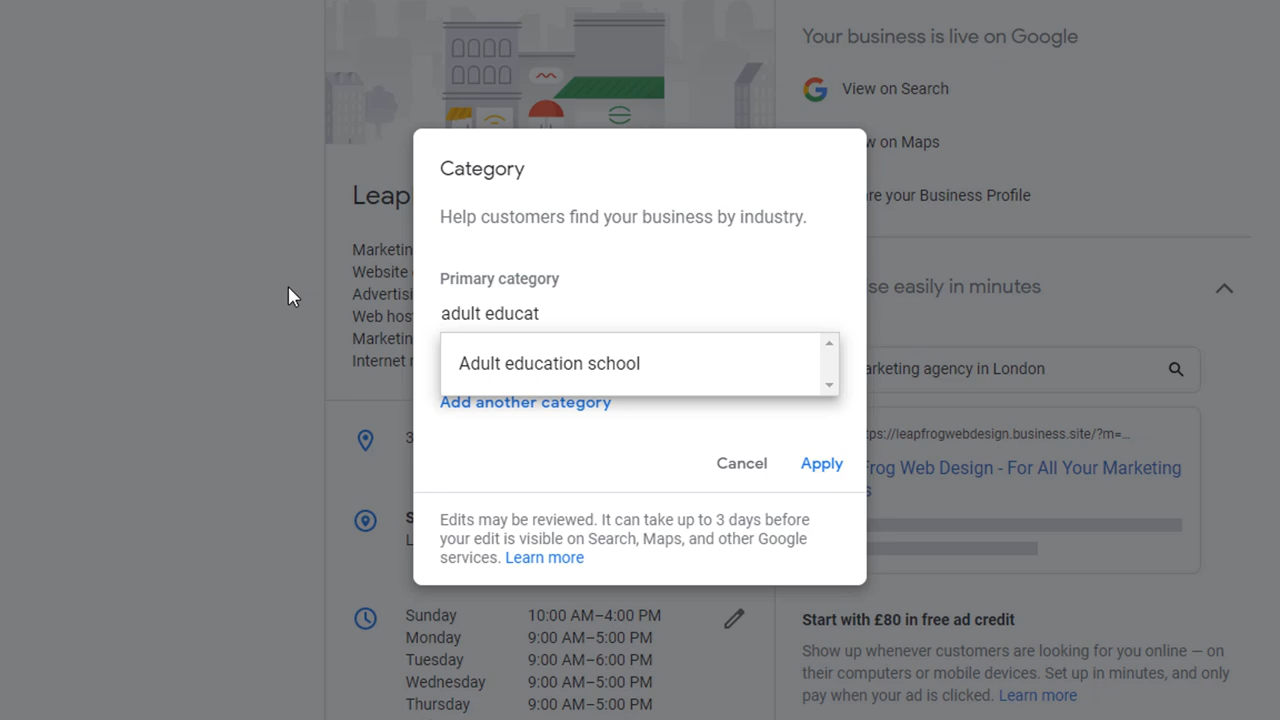 Your business is live on Google
View on Search
w on Maps
re your Business Profile
Leap
Marketin
Website
Advertisi
Web hos
Marketin
Internet
Category
Help customers find your business by industry.
Primary category
adult educat
Adult education school
Add another category
Cancel
Apply
Edits may be reviewed. It can take up to 3 days before
your edit is visible on Search, Maps, and other Google
services. Learn more
se easily in minutes
arketing agency in London
ps://leapfrogwebdesign.business.site/?m=…
Frog Web Design - For All Your Marketing
s
3
S
L
Sunday 10:00 AM–4:00 PM
Monday 9:00 AM–5:00 PM
Tuesday 9:00 AM–6:00 PM
Wednesday 9:00 AM–5:00 PM
Thursday 9:00 AM–5:00 PM
Start with £80 in free ad credit
Show up whenever customers are looking for you online — on
their computers or mobile devices. Set up in minutes, and only
pay when your ad is clicked. Learn more